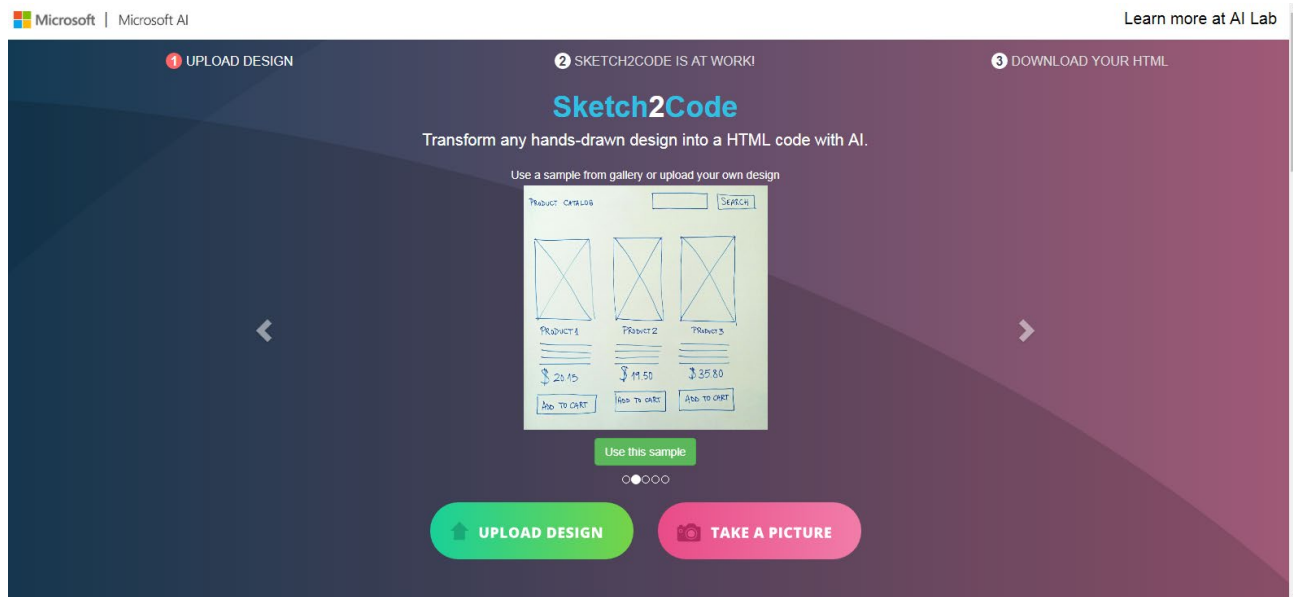 Microsoft | Microsoft AI
Learn more at AI Lab
1 UPLOAD DESIGN
2 SKETCH2CODE IS AT WORK!
3 DOWNLOAD YOUR HTML
Sketch2Code
Transform any hands-drawn design into a HTML code with AI.
Use a sample from gallery or upload your own design
PRODUCT CATALOG SEARCH
PRODUCT 1 PRODUCT 2 PRODUCT 3
$ 20.15 $ 19.50 $ 35.80
ADD TO CART ADD TO CART ADD TO CART
Use this sample
UPLOAD DESIGN
TAKE A PICTURE